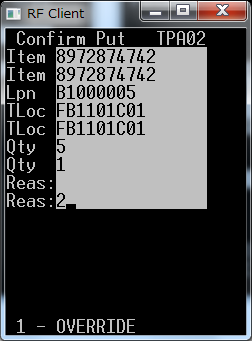 RF Client
Confirm Put   TPA02
Item 8972874742
Item 8972874742
Lpn  B1000005
TLoc FB1101C01
TLoc FB1101C01
Qty  5
Qty  1
Reas:
Reas:2
1 - OVERRIDE